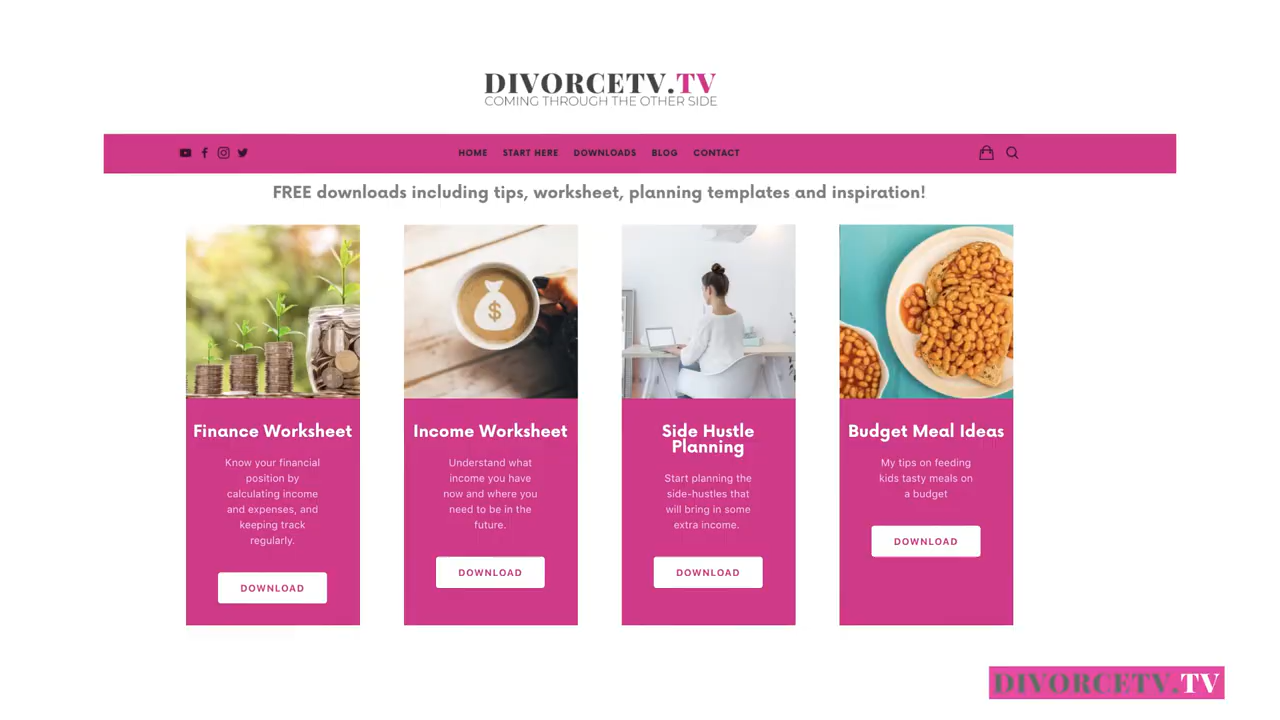 DIVORCETV.TV
COMING THROUGH THE OTHER SIDE
HOME START HERE DOWNLOADS BLOG CONTACT
FREE downloads including tips, worksheet, planning templates and inspiration!
$
Finance Worksheet
Know your financial
position by
calculating income
and expenses, and
keeping track
regularly.
DOWNLOAD
Income Worksheet
Understand what
income you have
now and where you
need to be in the
future.
DOWNLOAD
Side Hustle
Planning
Start planning the
side-hustles that
will bring in some
extra income.
DOWNLOAD
Budget Meal Ideas
My tips on feeding
kids tasty meals on
a budget
DOWNLOAD
DIVORCETV.TV